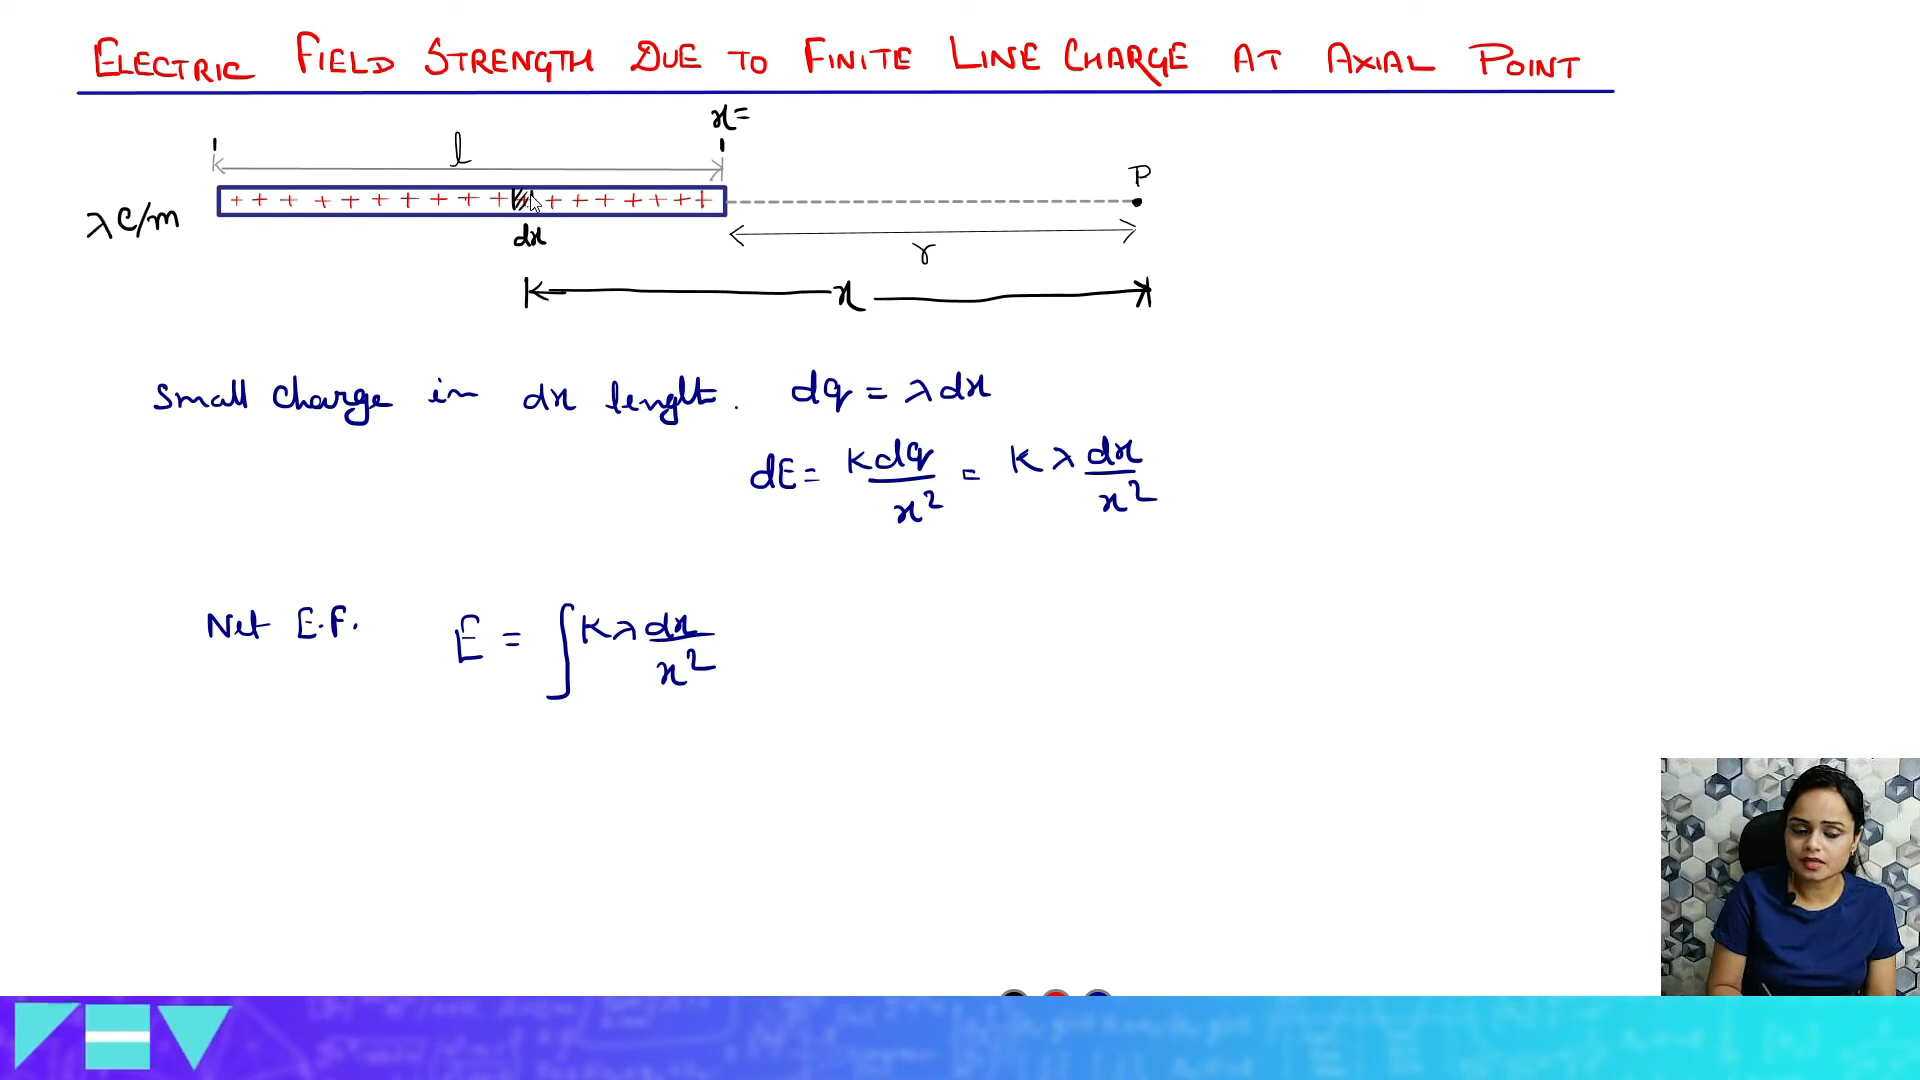 ELECTRIC FIELD STRENGTH DUE TO FINITE LINE CHARGE AT AXIAL POINT
x=
l
P
+ + + + + + + + + + + + + + + + +
λ C/m
dx
r
x
Small charge in dx lenght. dq = λdx
dE = Kdq/x² = Kλ dx/x²
Net E.F. E = ∫Kλ dx/x²